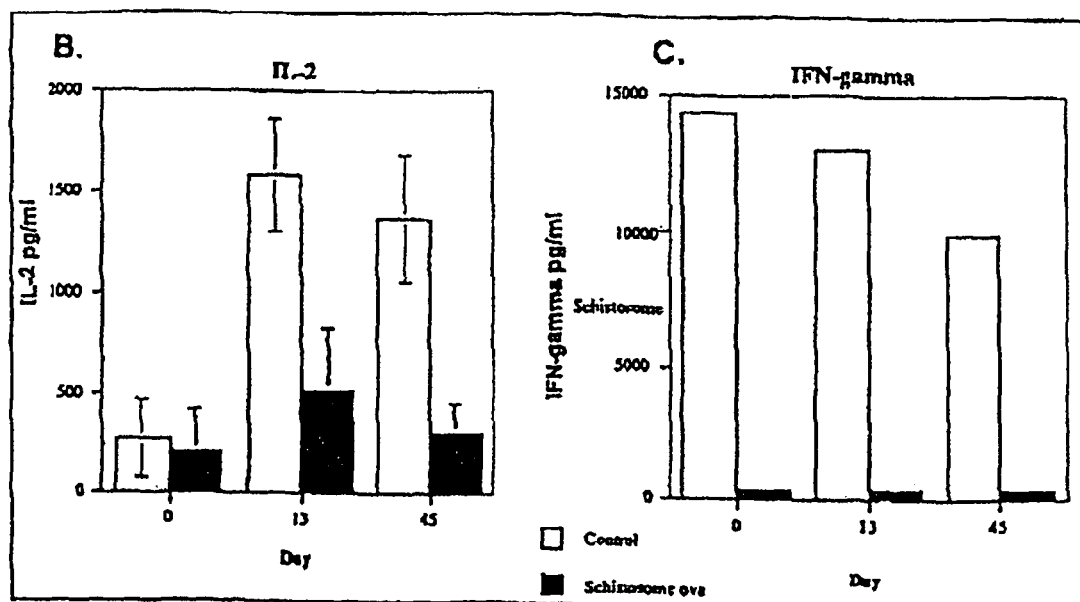 B.
IL-2
2000
1500
1000
500
0
IL-2 pg/ml
0
13
45
Day
C.
IFN-gamma
15000
10000
5000
0
IFN-gamma pg/ml
Schistosome
0
13
45
Day
Control
Schistosome ova